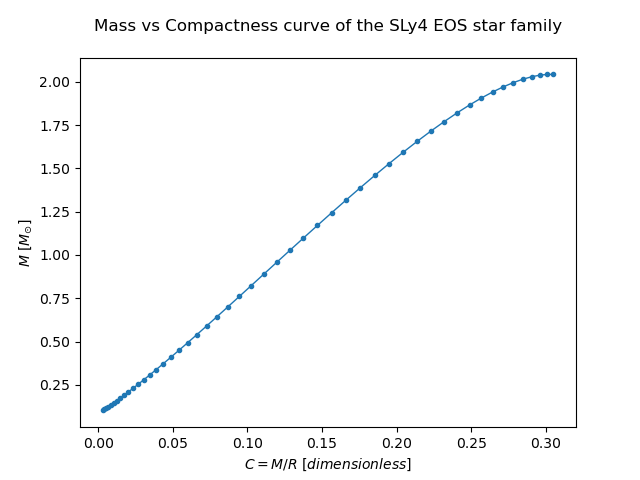 Mass vs Compactness curve of the SLy4 EOS star family
2.00
1.75
1.50
1.25
1.00
0.75
0.50
0.25
M [M⊙]
0.00 0.05 0.10 0.15 0.20 0.25 0.30
C = M/R [dimensionless]